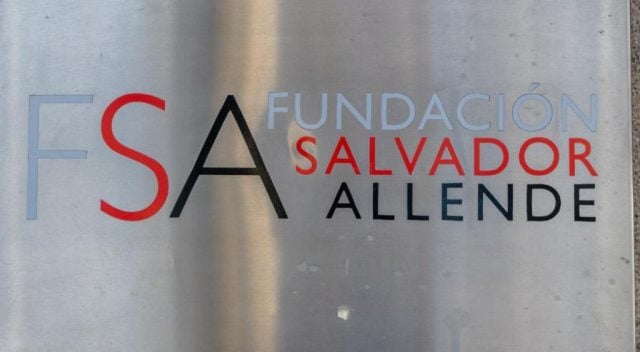 FSA
FUNDACIÓN
SALVADOR
ALLENDE